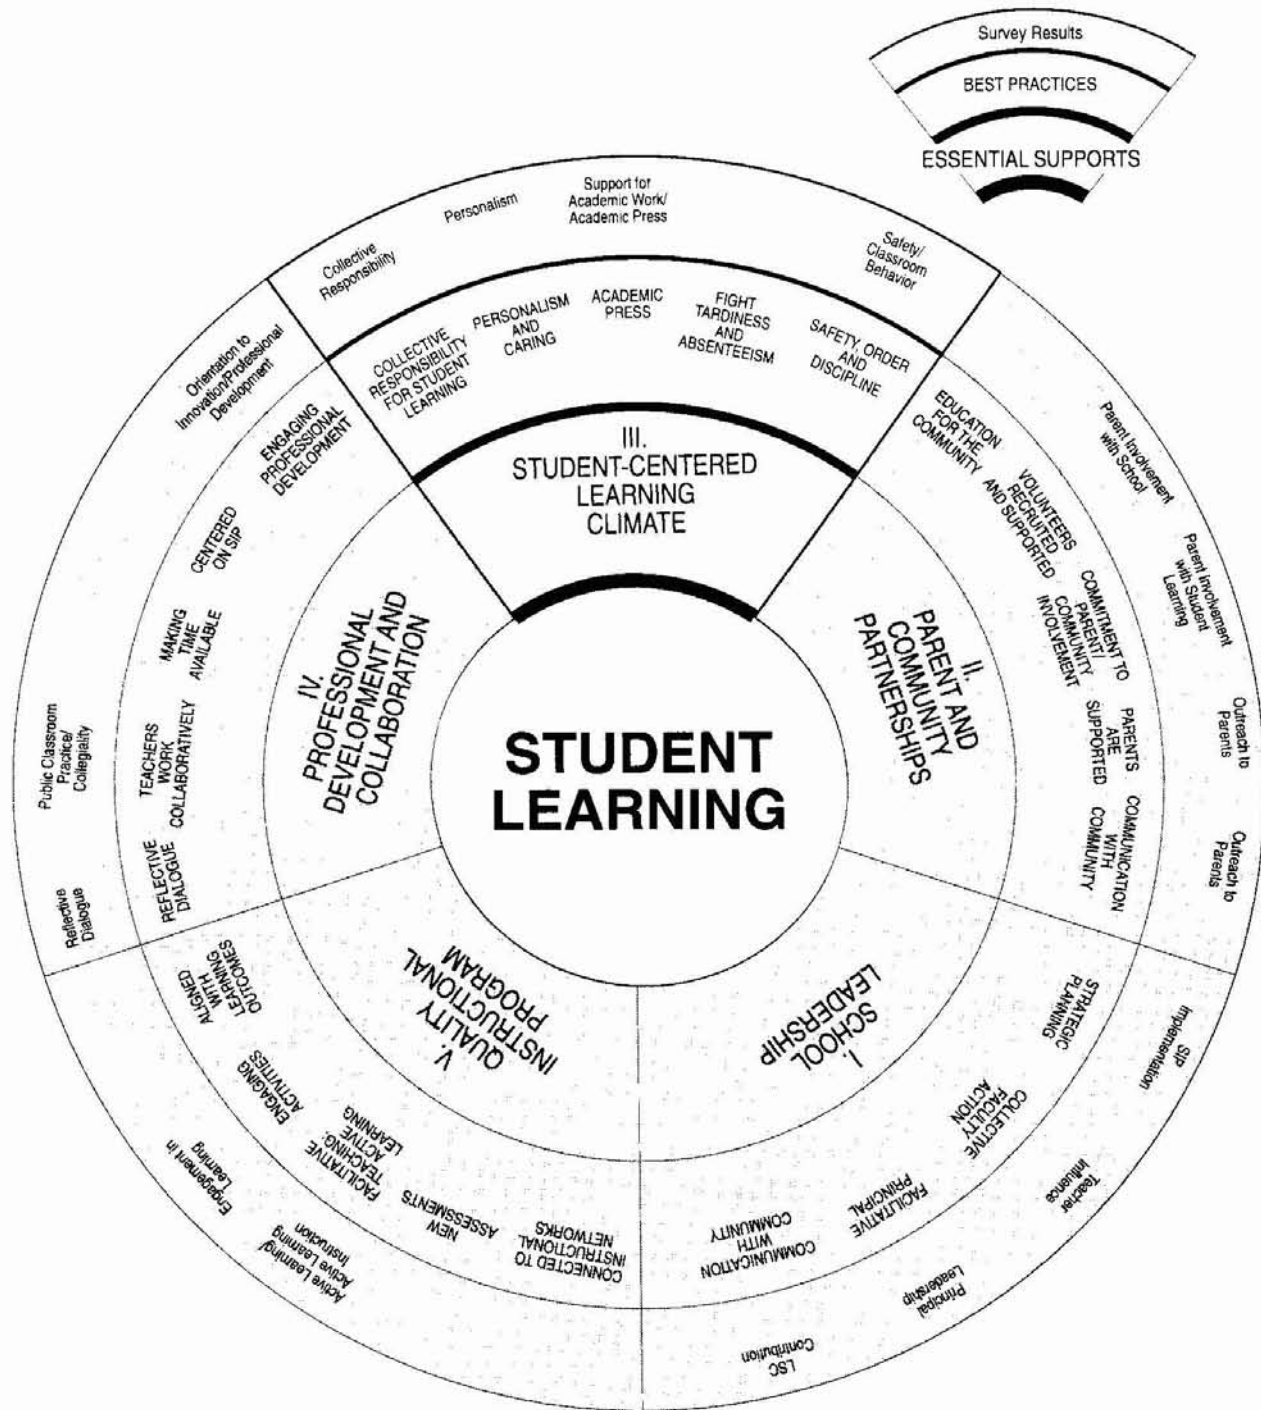 Survey Results
BEST PRACTICES
ESSENTIAL SUPPORTS
Collective
Responsibility
Personalism
Support for
Academic Work/
Academic Press
Safety/
Classroom
Behavior
COLLECTIVE
RESPONSIBILITY
FOR STUDENT
LEARNING
PERSONALISM
AND
CARING
ACADEMIC
PRESS
FIGHT
TARDINESS
AND
ABSENTEEISM
SAFETY, ORDER
AND
DISCIPLINE
III.
STUDENT-CENTERED
LEARNING
CLIMATE
Parent Involvement
with School
Parent Involvement
with Student
Learning
Outreach to
Parents
Outreach to
Parents
EDUCATION
FOR THE
COMMUNITY
VOLUNTEERS
RECRUITED
AND SUPPORTED
COMMITMENT TO
PARENT/
COMMUNITY
INVOLVEMENT
PARENTS
ARE
SUPPORTED
COMMUNICATION
WITH
COMMUNITY
II.
PARENT AND
COMMUNITY
PARTNERSHIPS
SIP
Implementation
Teacher
Influence
Principal
Leadership
LSC
Contribution
STRATEGIC
PLANNING
COLLECTIVE
FACULTY
ACTION
FACILITATIVE
PRINCIPAL
COMMUNICATION
WITH
COMMUNITY
I.
SCHOOL
LEADERSHIP
Active Learning/
Active Learning
Instruction
Engagement in
Learning
CONNECTED TO
INSTRUCTIONAL
NETWORKS
NEW
ASSESSMENTS
FACILITATIVE
TEACHING:
ACTIVE
LEARNING
ENGAGING
ACTIVITIES
ALIGNED
WITH
LEARNING
OUTCOMES
V.
QUALITY
INSTRUCTIONAL
PROGRAM
Reflective
Dialogue
Public Classroom
Practice/
Collegiality
Orientation to
Innovation/Professional
Development
REFLECTIVE
DIALOGUE
TEACHERS
WORK
COLLABORATIVELY
MAKING
TIME
AVAILABLE
CENTERED
ON SIP
ENGAGING
PROFESSIONAL
DEVELOPMENT
IV.
PROFESSIONAL
DEVELOPMENT AND
COLLABORATION
STUDENT
LEARNING